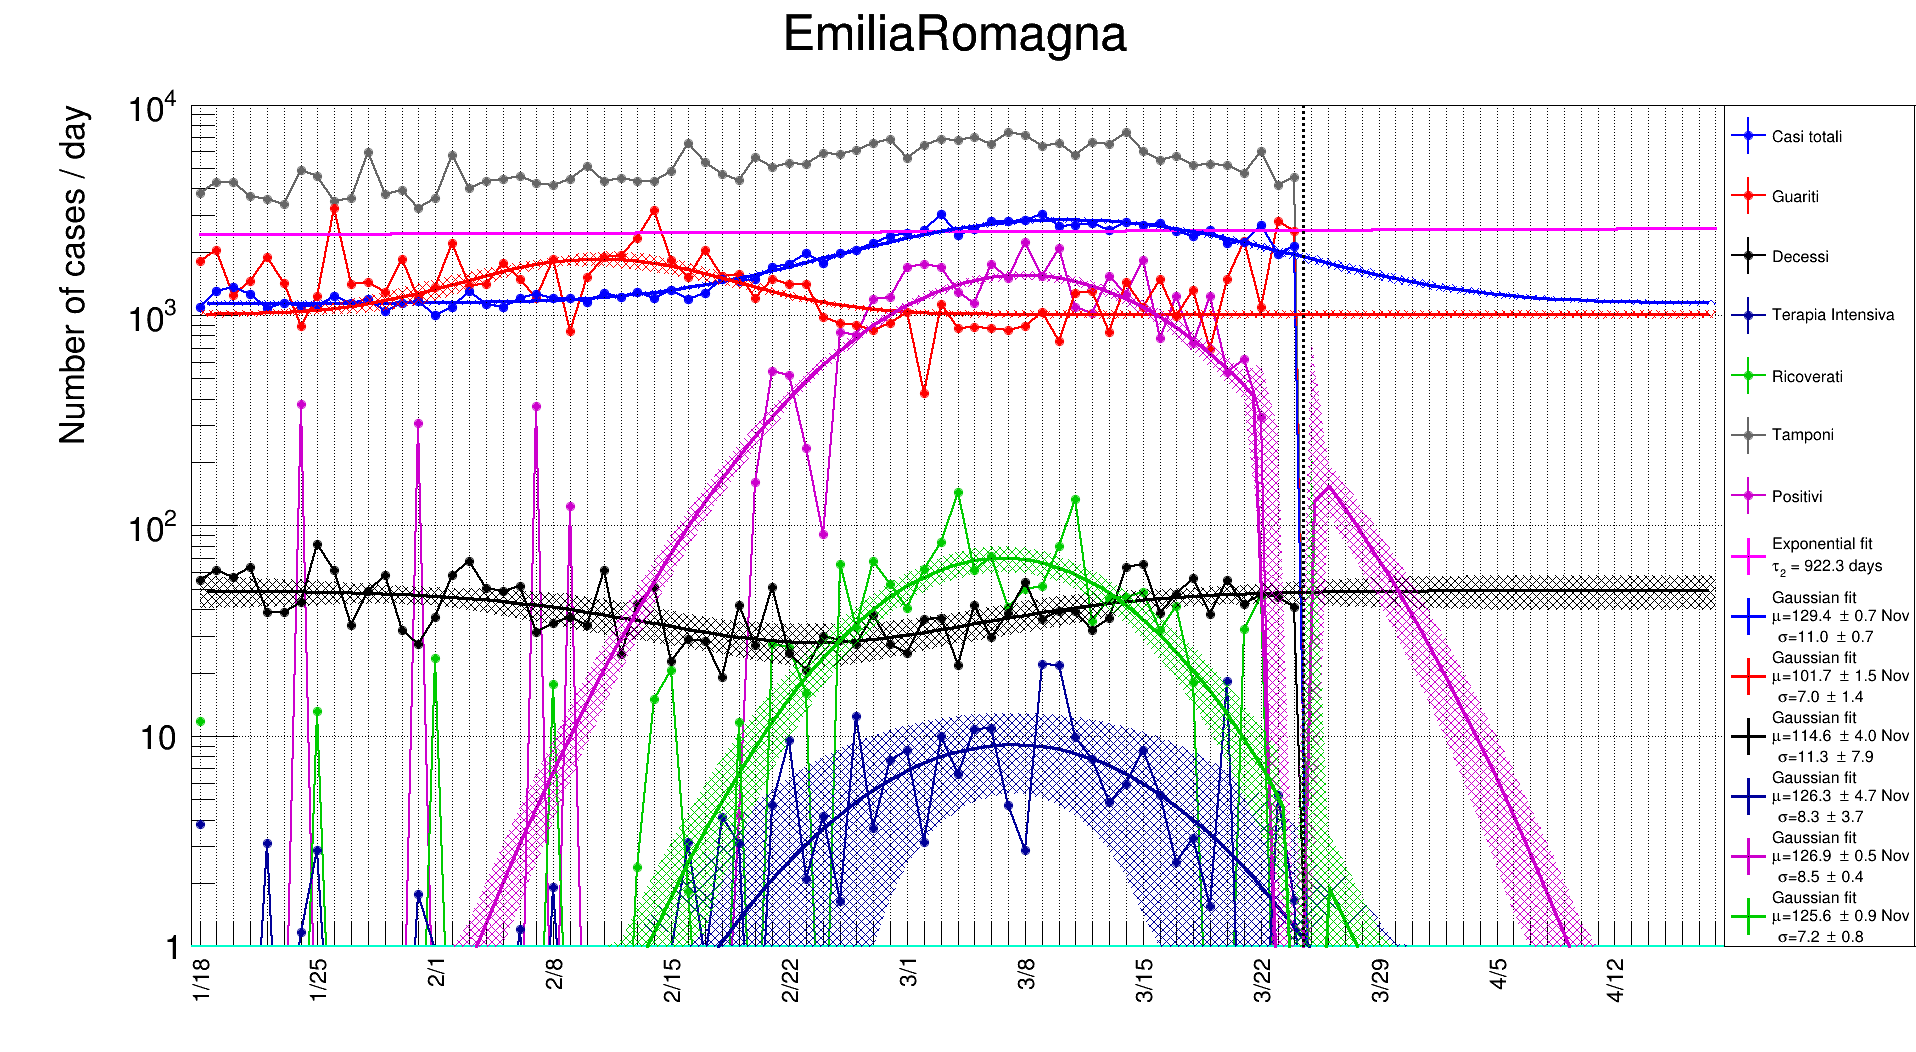 EmiliaRomagna
Number of cases / day
10⁴
10³
10²
10
1
1/18
1/25
2/1
2/8
2/15
2/22
3/1
3/8
3/15
3/22
3/29
4/5
4/12
Casi totali
Guariti
Decessi
Terapia Intensiva
Ricoverati
Tamponi
Positivi
Exponential fit
τ₂ = 922.3 days
Gaussian fit
μ=129.4 ± 0.7 Nov
σ=11.0 ± 0.7
Gaussian fit
μ=101.7 ± 1.5 Nov
σ=7.0 ± 1.4
Gaussian fit
μ=114.6 ± 4.0 Nov
σ=11.3 ± 7.9
Gaussian fit
μ=126.3 ± 4.7 Nov
σ=8.3 ± 3.7
Gaussian fit
μ=126.9 ± 0.5 Nov
σ=8.5 ± 0.4
Gaussian fit
μ=125.6 ± 0.9 Nov
σ=7.2 ± 0.8